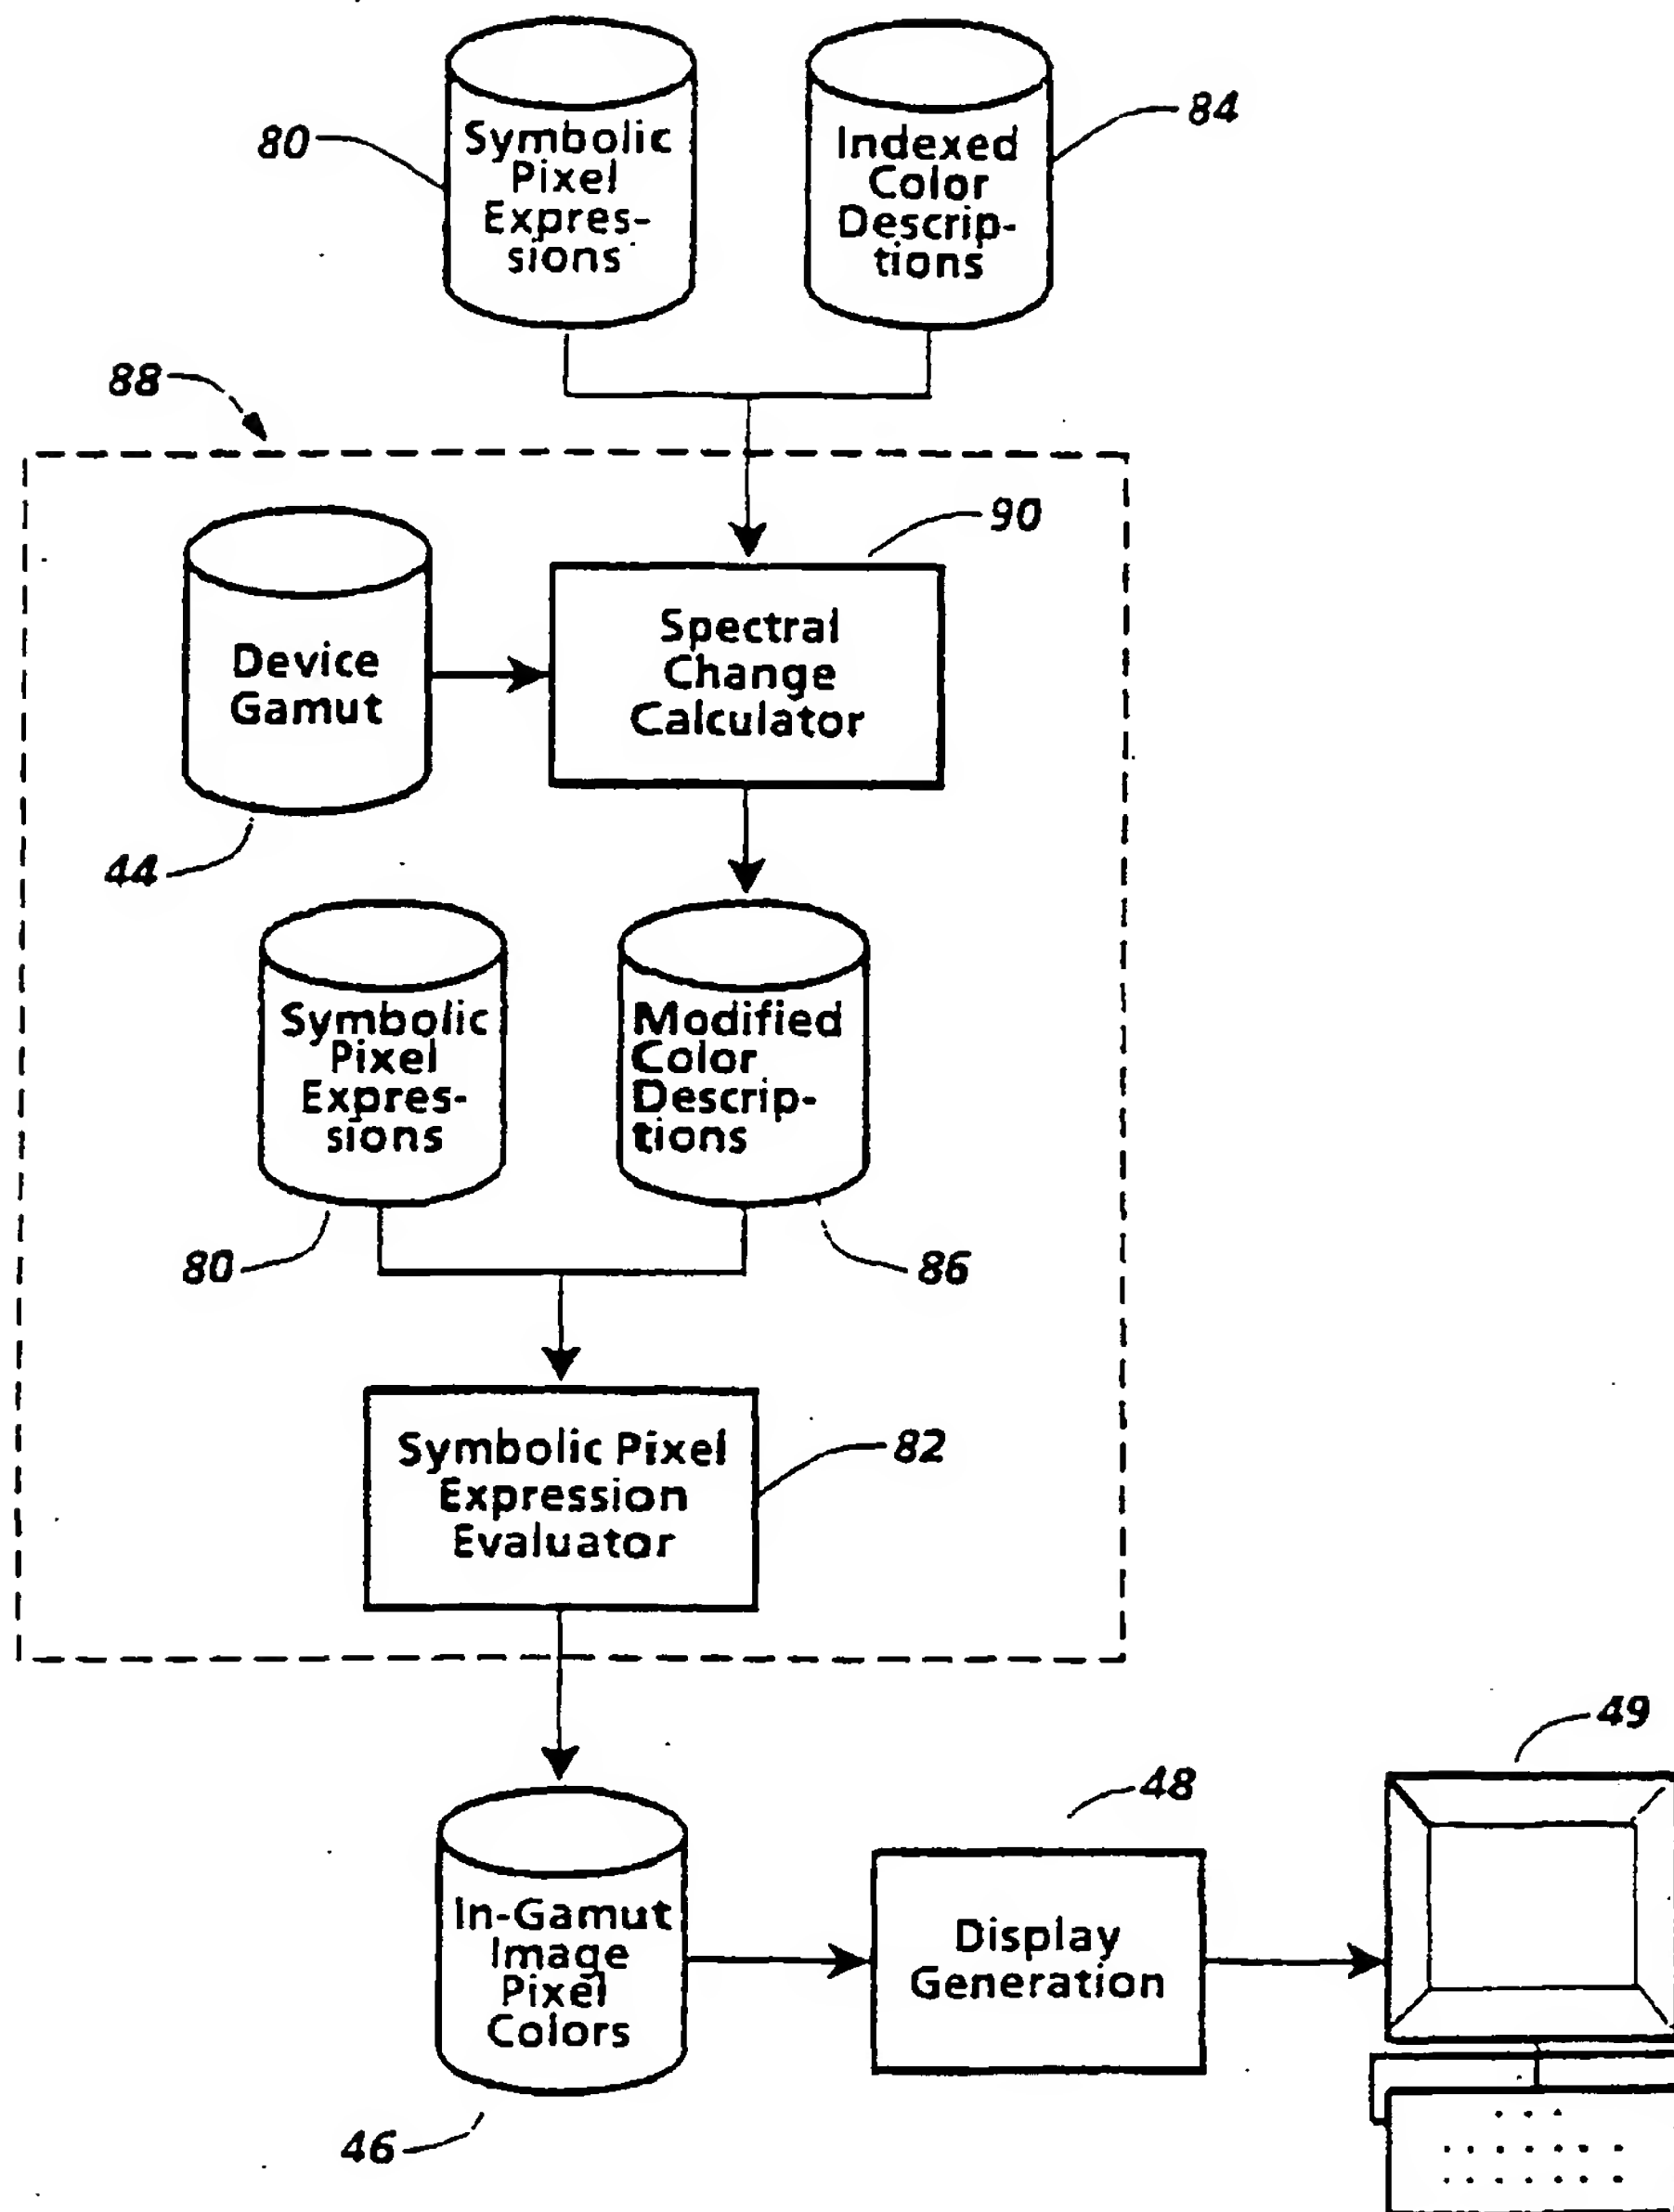 80
Symbolic
Pixel
Expres-
sions
Indexed
Color
Descrip-
tions
84
88
90
Device
Gamut
44
Spectral
Change
Calculator
Symbolic
Pixel
Expres-
sions
80
Modified
Color
Descrip-
tions
86
Symbolic Pixel
Expression
Evaluator
82
In-Gamut
Image
Pixel
Colors
46
Display
Generation
48
49